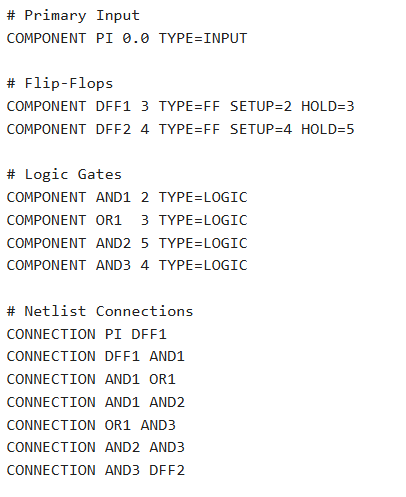 # Primary Input
COMPONENT PI 0.0 TYPE=INPUT
# Flip-Flops
COMPONENT DFF1 3 TYPE=FF SETUP=2 HOLD=3
COMPONENT DFF2 4 TYPE=FF SETUP=4 HOLD=5
# Logic Gates
COMPONENT AND1 2 TYPE=LOGIC
COMPONENT OR1  3 TYPE=LOGIC
COMPONENT AND2 5 TYPE=LOGIC
COMPONENT AND3 4 TYPE=LOGIC
# Netlist Connections
CONNECTION PI DFF1
CONNECTION DFF1 AND1
CONNECTION AND1 OR1
CONNECTION AND1 AND2
CONNECTION OR1 AND3
CONNECTION AND2 AND3
CONNECTION AND3 DFF2